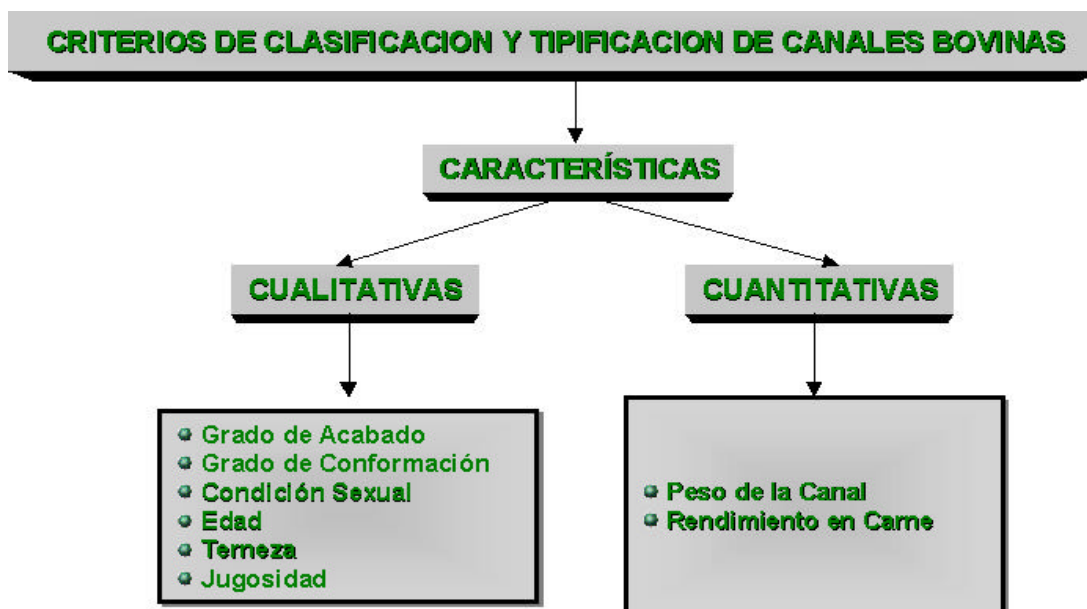 CRITERIOS DE CLASIFICACION Y TIPIFICACION DE CANALES BOVINAS
CARACTERÍSTICAS
CUALITATIVAS
CUANTITATIVAS
Grado de Acabado
Grado de Conformación
Condición Sexual
Edad
Terneza
Jugosidad
Peso de la Canal
Rendimiento en Carne